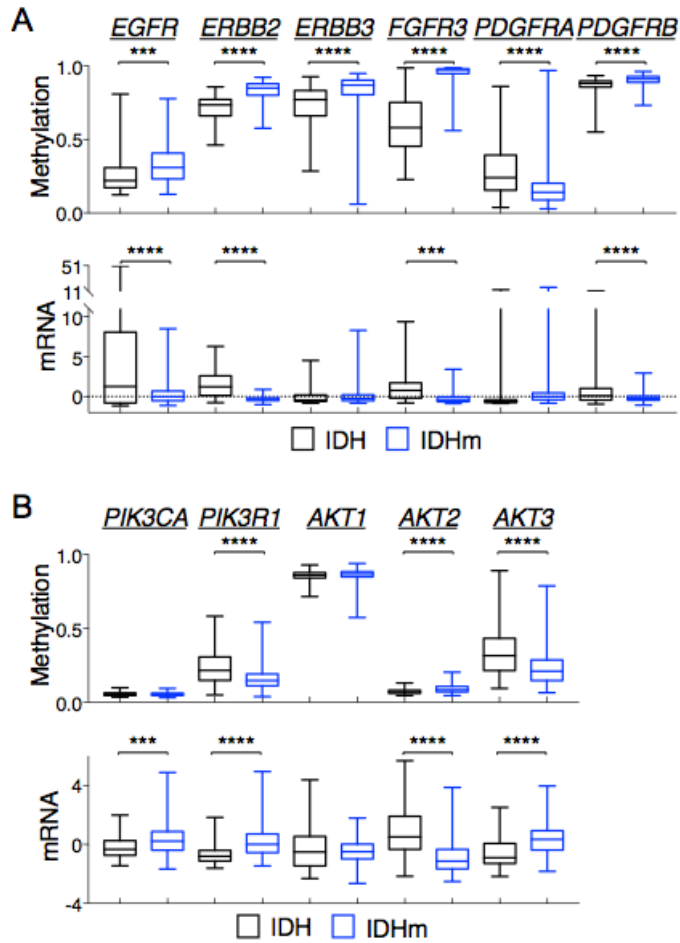 A
EGFR ERBB2 ERBB3 FGFR3 PDGFRA PDGFRB
*** **** **** **** **** ****
1.0
Methylation
0.5
0.0
**** **** *** ****
51
11
10
mRNA
5
0
IDH IDHm
B
PIK3CA PIK3R1 AKT1 AKT2 AKT3
**** **** ****
1.0
Methylation
0.5
0.0
*** **** **** ****
4
mRNA
0
-4
IDH IDHm